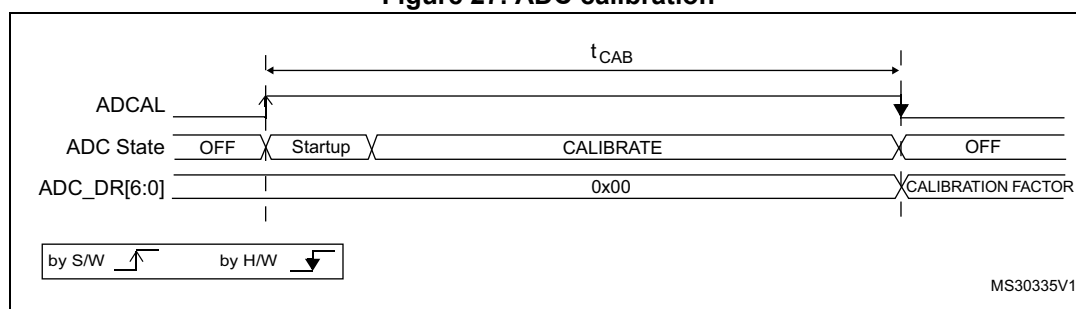 Figure 27. ADC calibration
tCAB
ADCAL
ADC State OFF Startup CALIBRATE OFF
ADC_DR[6:0] 0x00 CALIBRATION FACTOR
by S/W by H/W
MS30335V1